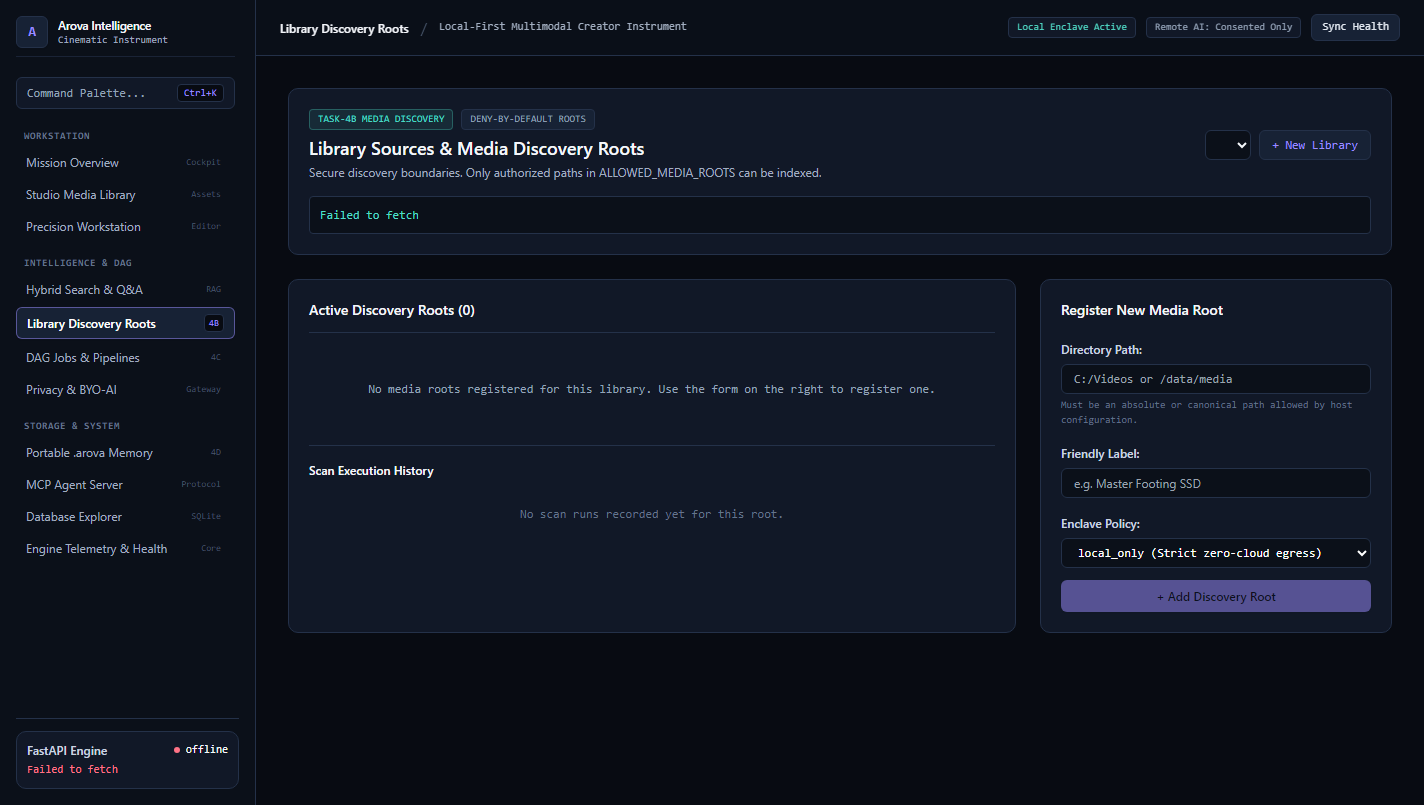 A
Arova Intelligence
Cinematic Instrument
Command Palette... Ctrl+K
WORKSTATION
Mission Overview Cockpit
Studio Media Library Assets
Precision Workstation Editor
INTELLIGENCE & DAG
Hybrid Search & Q&A RAG
Library Discovery Roots 4B
DAG Jobs & Pipelines 4C
Privacy & BYO-AI Gateway
STORAGE & SYSTEM
Portable .arova Memory 4D
MCP Agent Server Protocol
Database Explorer SQLite
Engine Telemetry & Health Core
FastAPI Engine offline
Failed to fetch
Library Discovery Roots / Local-First Multimodal Creator Instrument
Local Enclave Active Remote AI: Consented Only Sync Health
TASK-4B MEDIA DISCOVERY DENY-BY-DEFAULT ROOTS
Library Sources & Media Discovery Roots
+ New Library
Secure discovery boundaries. Only authorized paths in ALLOWED_MEDIA_ROOTS can be indexed.
Failed to fetch
Active Discovery Roots (0)
No media roots registered for this library. Use the form on the right to register one.
Scan Execution History
No scan runs recorded yet for this root.
Register New Media Root
Directory Path:
C:/Videos or /data/media
Must be an absolute or canonical path allowed by host
configuration.
Friendly Label:
e.g. Master Footing SSD
Enclave Policy:
local_only (Strict zero-cloud egress)
+ Add Discovery Root